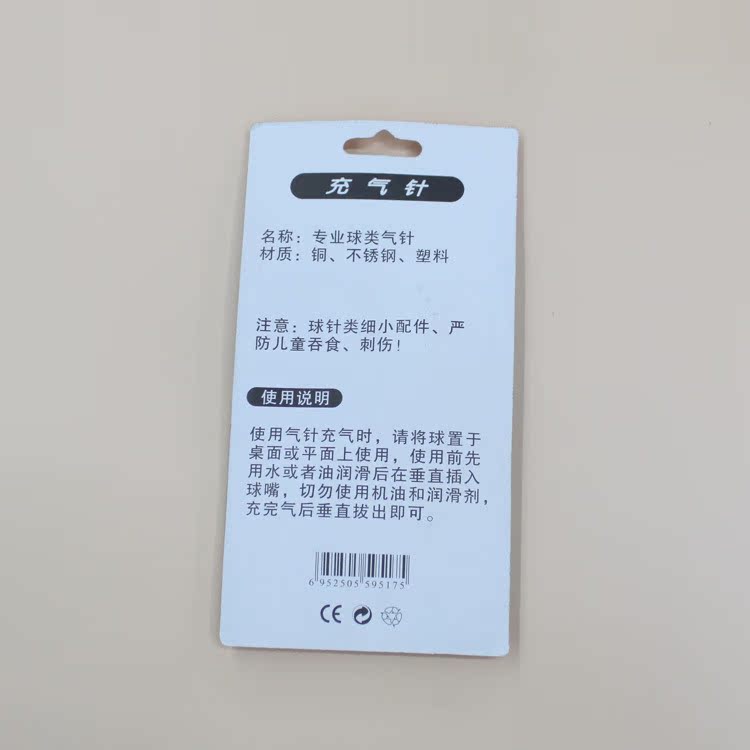 充气针
名称：专业球类气针
材质：铜、不锈钢、塑料
注意：球针类细小配件、严
防儿童吞食、刺伤！
使用说明
使用气针充气时，请将球置于
桌面或平面上使用，使用前先
用水或者油润滑后在垂直插入
球嘴，切勿使用机油和润滑剂，
充完气后垂直拔出即可。
6 952505 595175
CE